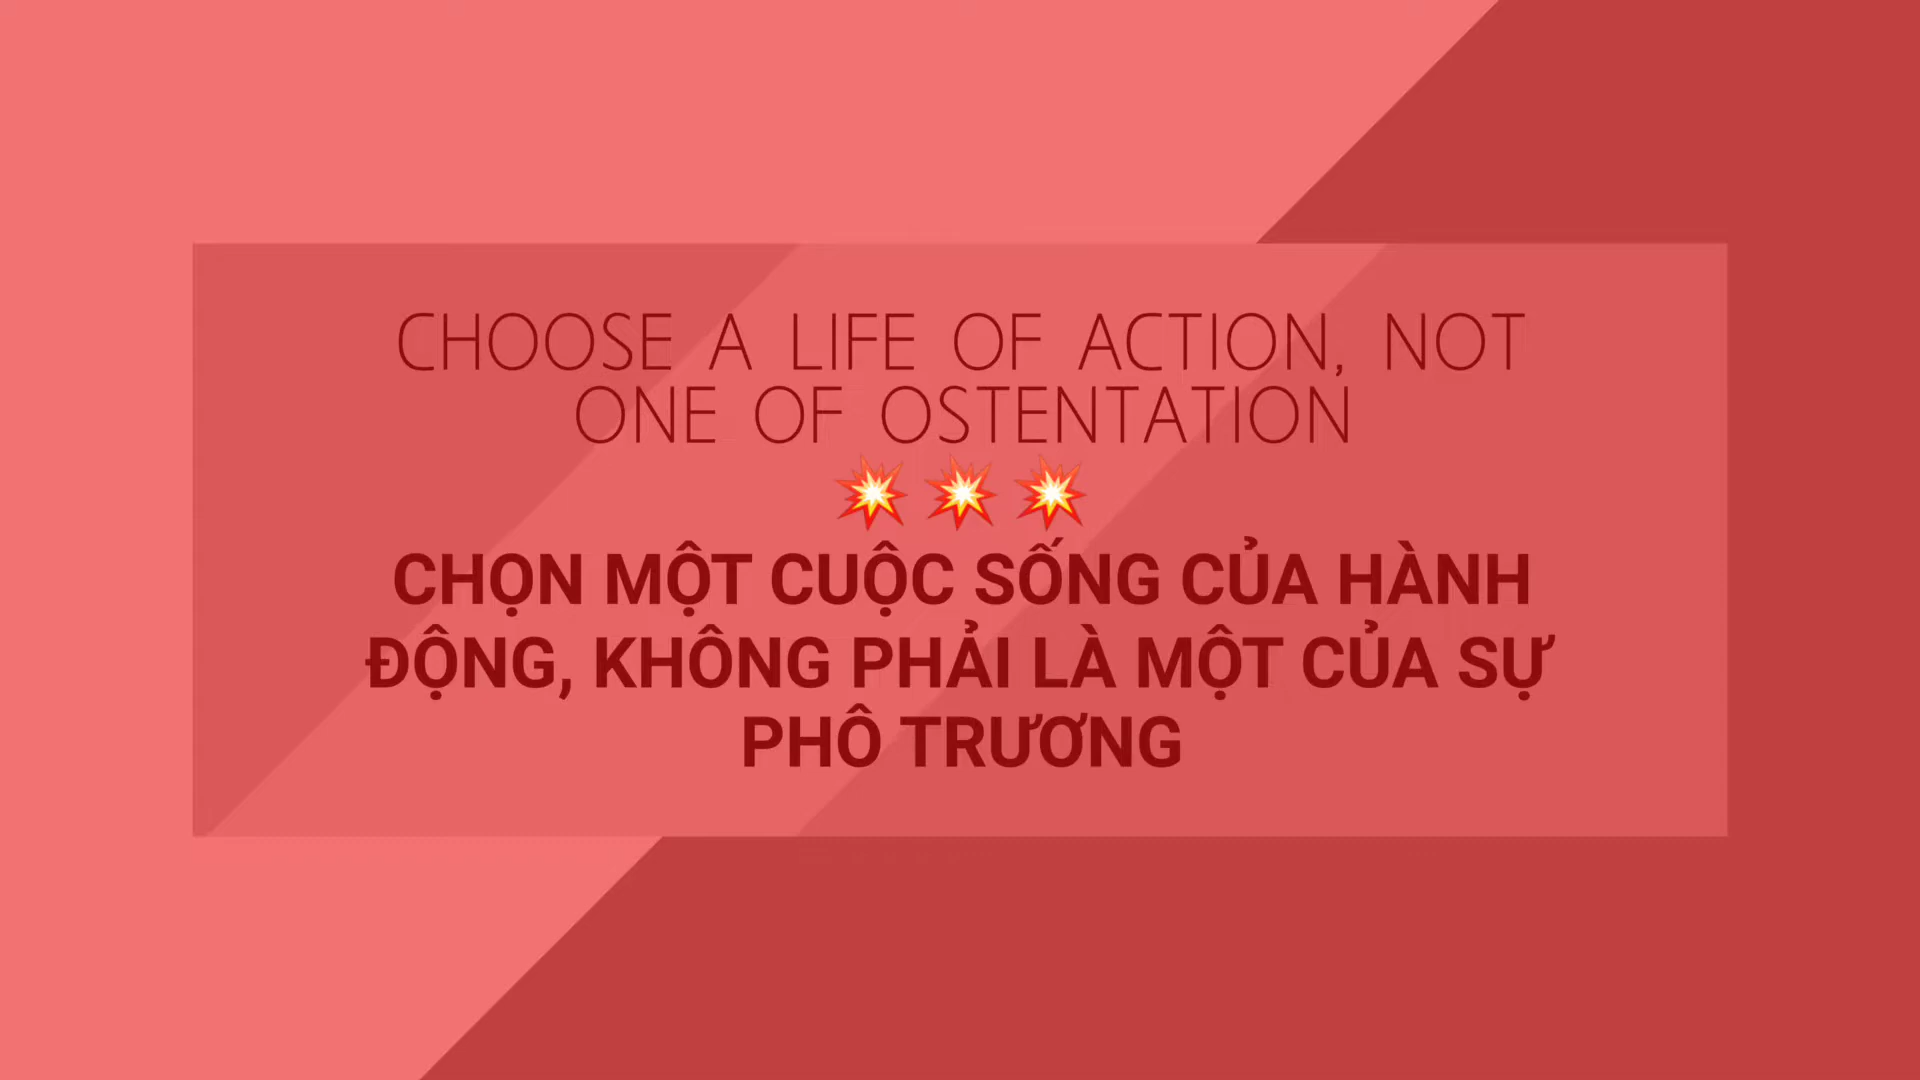 CHOOSE A LIFE OF ACTION, NOT
ONE OF OSTENTATION
💥 💥 💥
CHỌN MỘT CUỘC SỐNG CỦA HÀNH
ĐỘNG, KHÔNG PHẢI LÀ MỘT CỦA SỰ
PHÔ TRƯƠNG